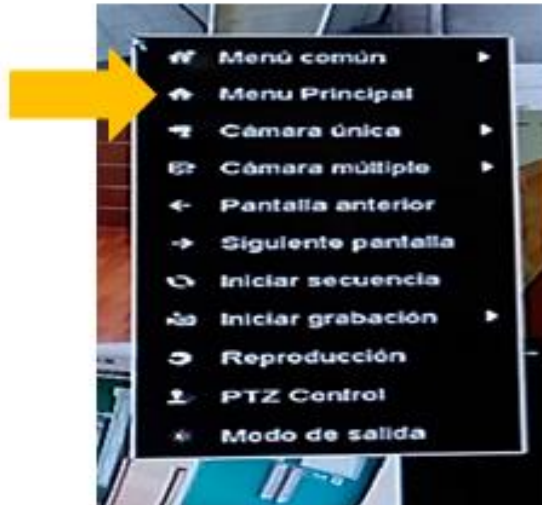 Menú común
Menu Principal
Cámara única
Cámara múltiple
Pantalla anterior
Siguiente pantalla
Iniciar secuencia
Iniciar grabación
Reproducción
PTZ Control
Modo de salida